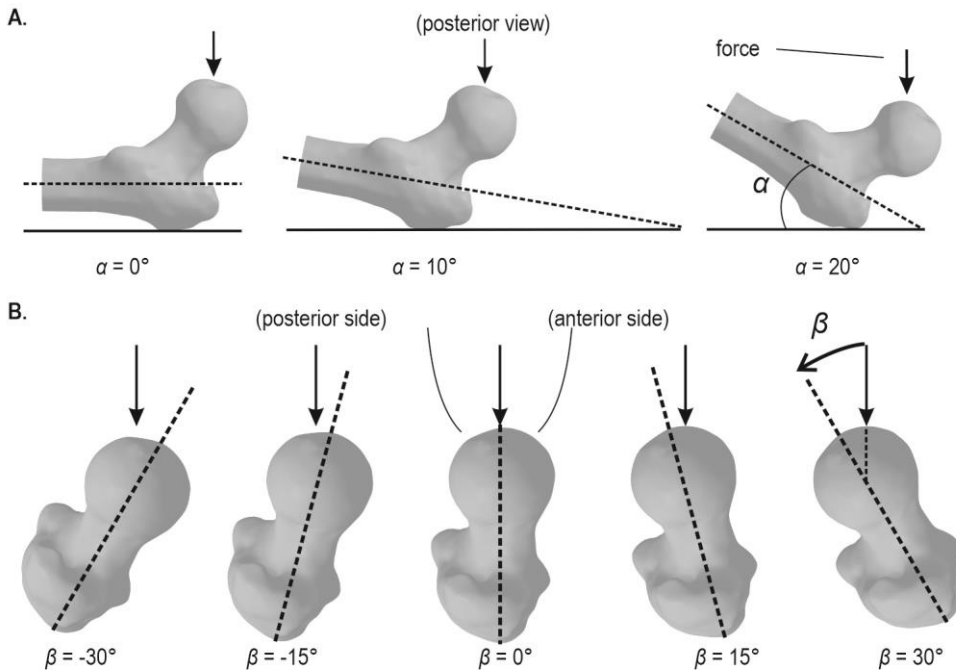 A.
(posterior view)
force
α
α = 0°
α = 10°
α = 20°
B.
(posterior side)
(anterior side)
β
β = -30°
β = -15°
β = 0°
β = 15°
β = 30°